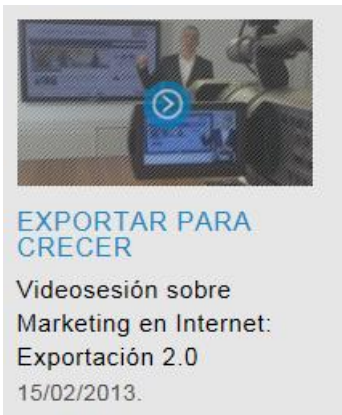 EXPORTAR PARA
CRECER
Videosesión sobre
Marketing en Internet:
Exportación 2.0
15/02/2013.